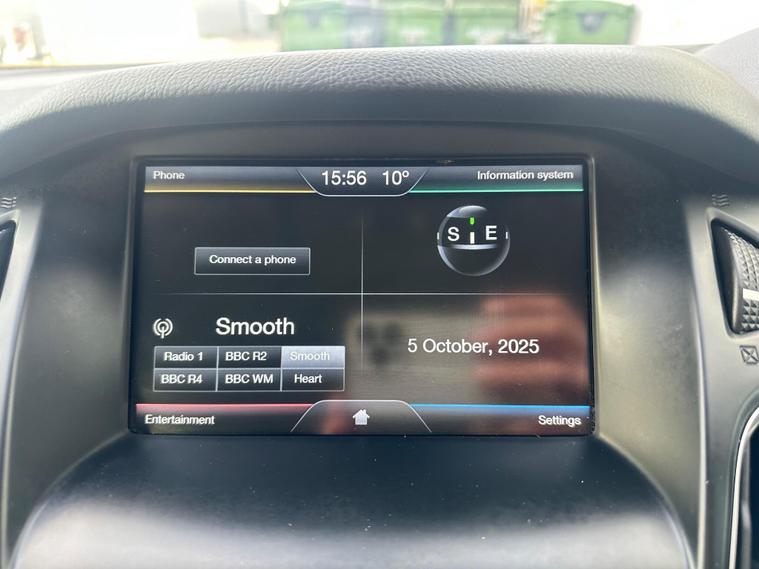 Phone 15:56 10° Information system
S E
Connect a phone
Smooth
5 October, 2025
Radio 1 BBC R2 Smooth
BBC R4 BBC WM Heart
Entertainment Settings